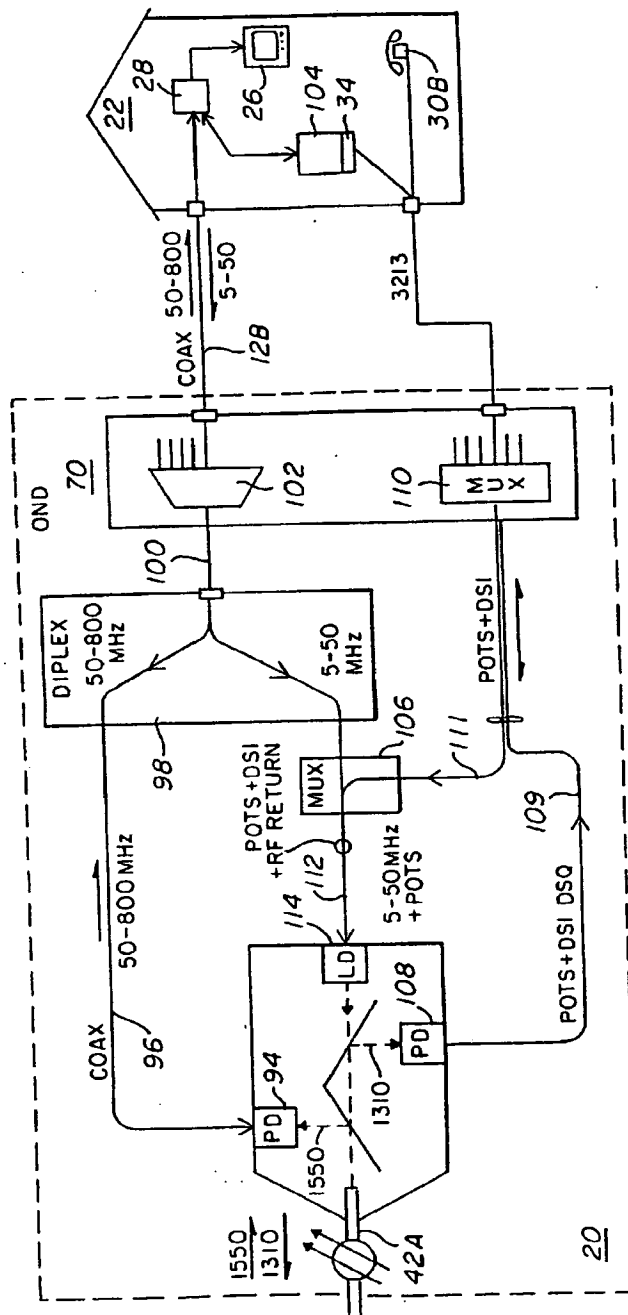 22
28
26
104
34
30B
50-800
5-50
COAX
12B
3213
OND
70
102
110
MUX
100
DIPLEX
50-800
MHz
5-50
MHz
98
MUX
106
POTS+DSI
+RF RETURN
112
5-50MHz
+POTS
111
POTS+DSI
109
POTS+DSI DSQ
50-800MHz
COAX
96
114
LD
PD
94
PD
108
1550
1310
1550
1310
42A
20